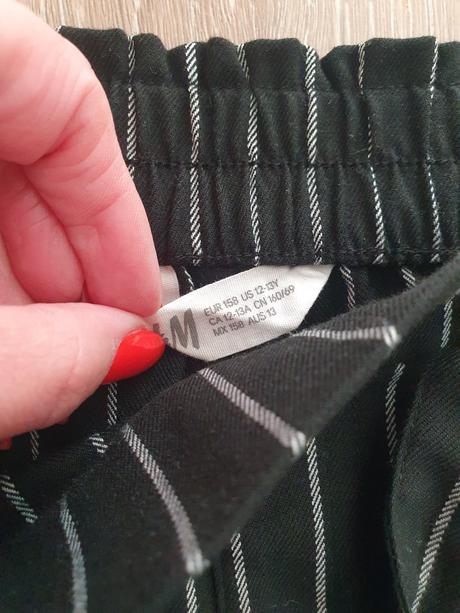 H&M
EUR 158 US 12-13Y
CA 12-13A CN 160/69
MX 158 AUS 13